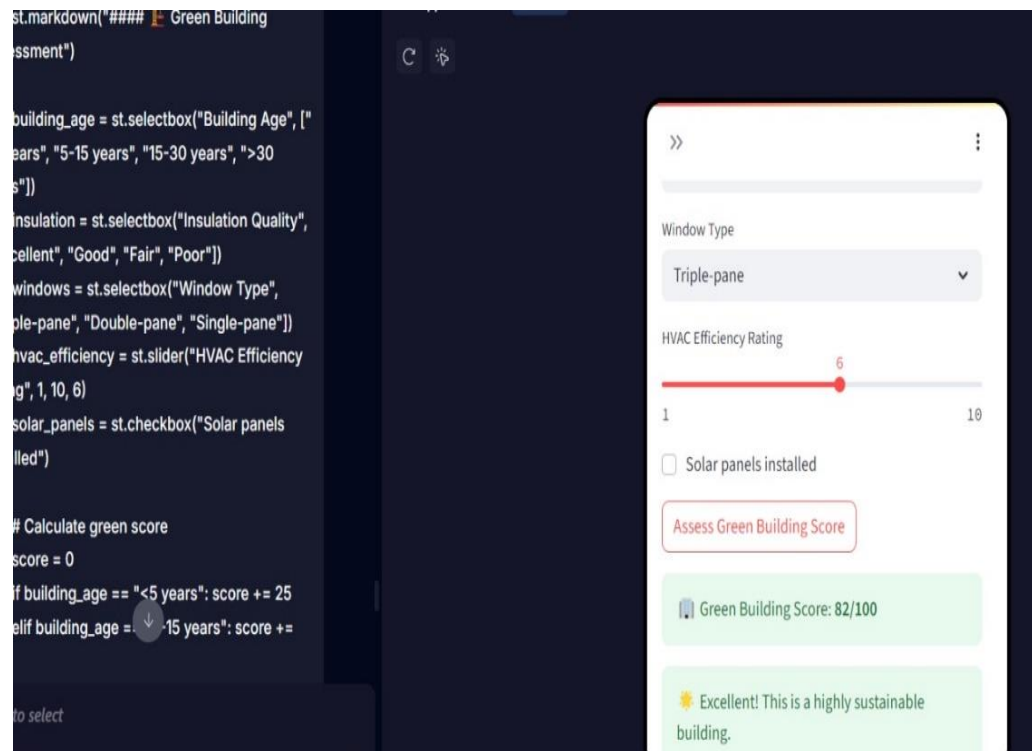 st.markdown("#### Green Building
ssment")
building_age = st.selectbox("Building Age", ["
ears", "5-15 years", "15-30 years", ">30
s"])
insulation = st.selectbox("Insulation Quality",
cellent", "Good", "Fair", "Poor"])
windows = st.selectbox("Window Type",
ple-pane", "Double-pane", "Single-pane"])
hvac_efficiency = st.slider("HVAC Efficiency
g", 1, 10, 6)
solar_panels = st.checkbox("Solar panels
lled")
# Calculate green score
score = 0
if building_age == "<5 years": score += 25
elif building_age = -15 years": score +=
to select
Window Type
Triple-pane
HVAC Efficiency Rating
6
1 10
Solar panels installed
Assess Green Building Score
Green Building Score: 82/100
Excellent! This is a highly sustainable
building.